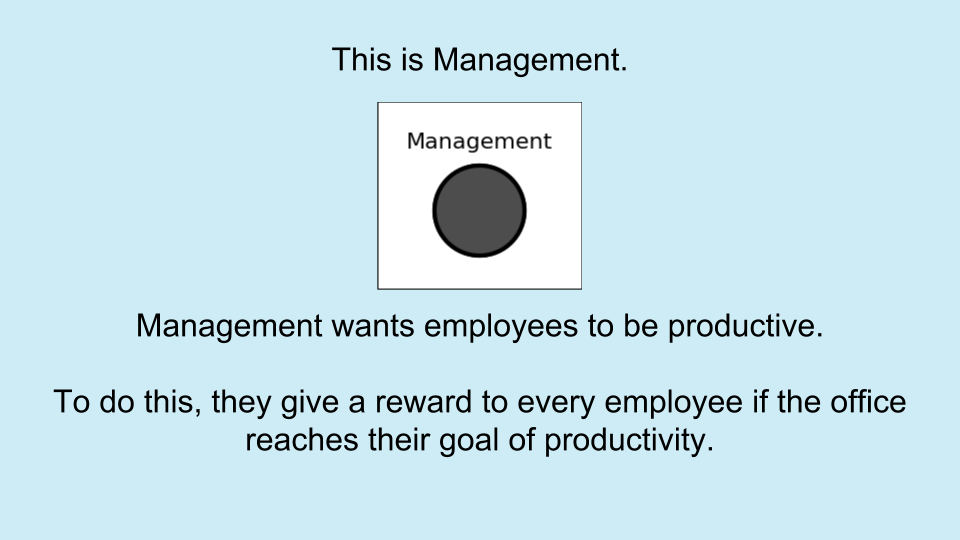 This is Management.
Management
Management wants employees to be productive.
To do this, they give a reward to every employee if the office
reaches their goal of productivity.